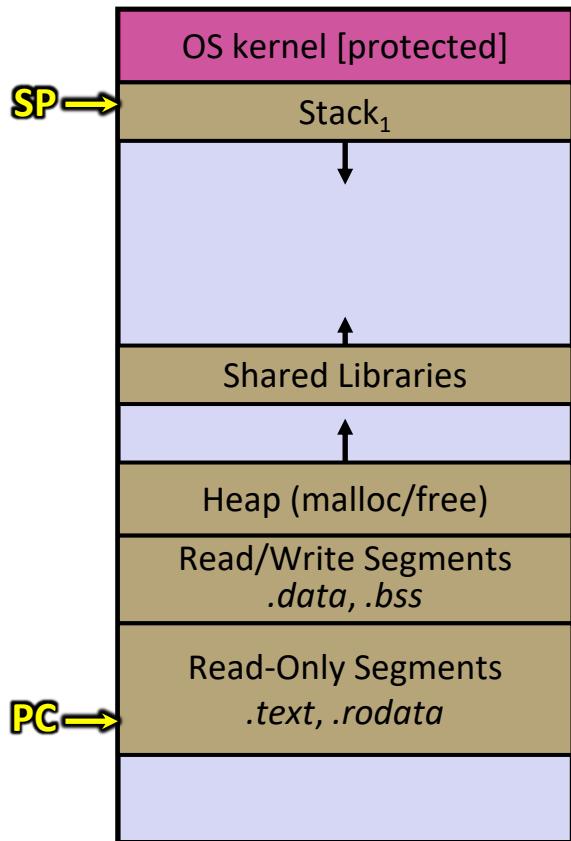 OS kernel [protected]
SP
Stack₁
Shared Libraries
Heap (malloc/free)
Read/Write Segments
.data, .bss
Read-Only Segments
PC
.text, .rodata